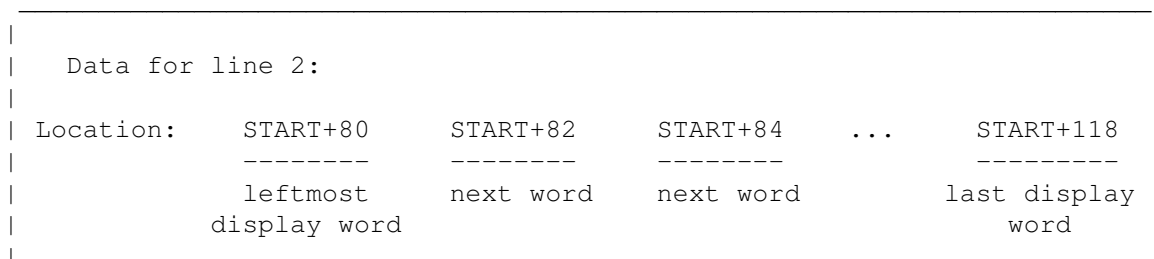 Data for line 2:
Location: START+80 START+82 START+84 ... START+118
-------- -------- -------- ---------
leftmost next word next word last display
display word word